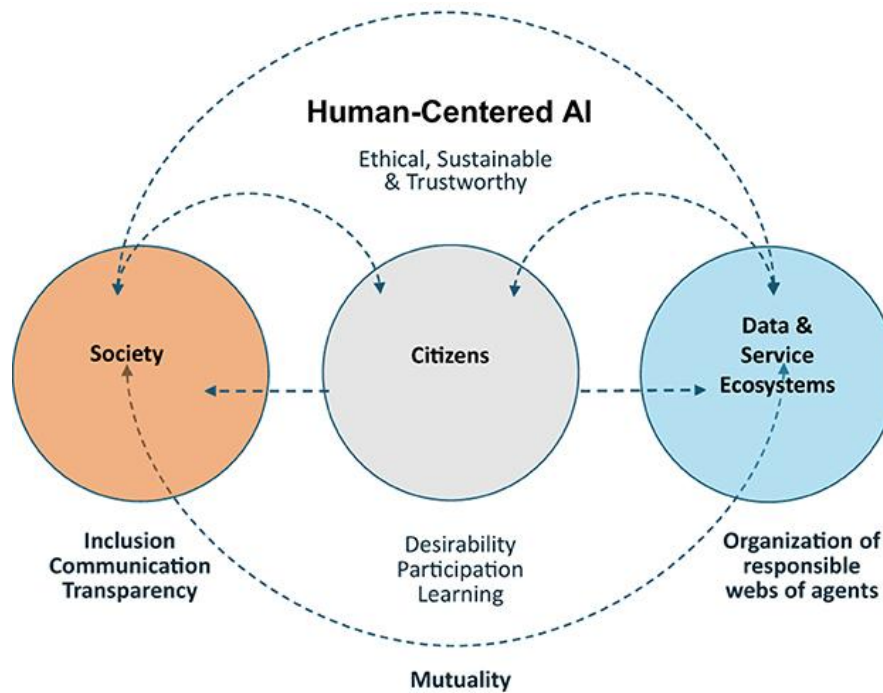 Human-Centered AI
Ethical, Sustainable
& Trustworthy
Society
Citizens
Data &
Service
Ecosystems
Inclusion
Communication
Transparency
Desirability
Participation
Learning
Organization of
responsible
webs of agents
Mutuality